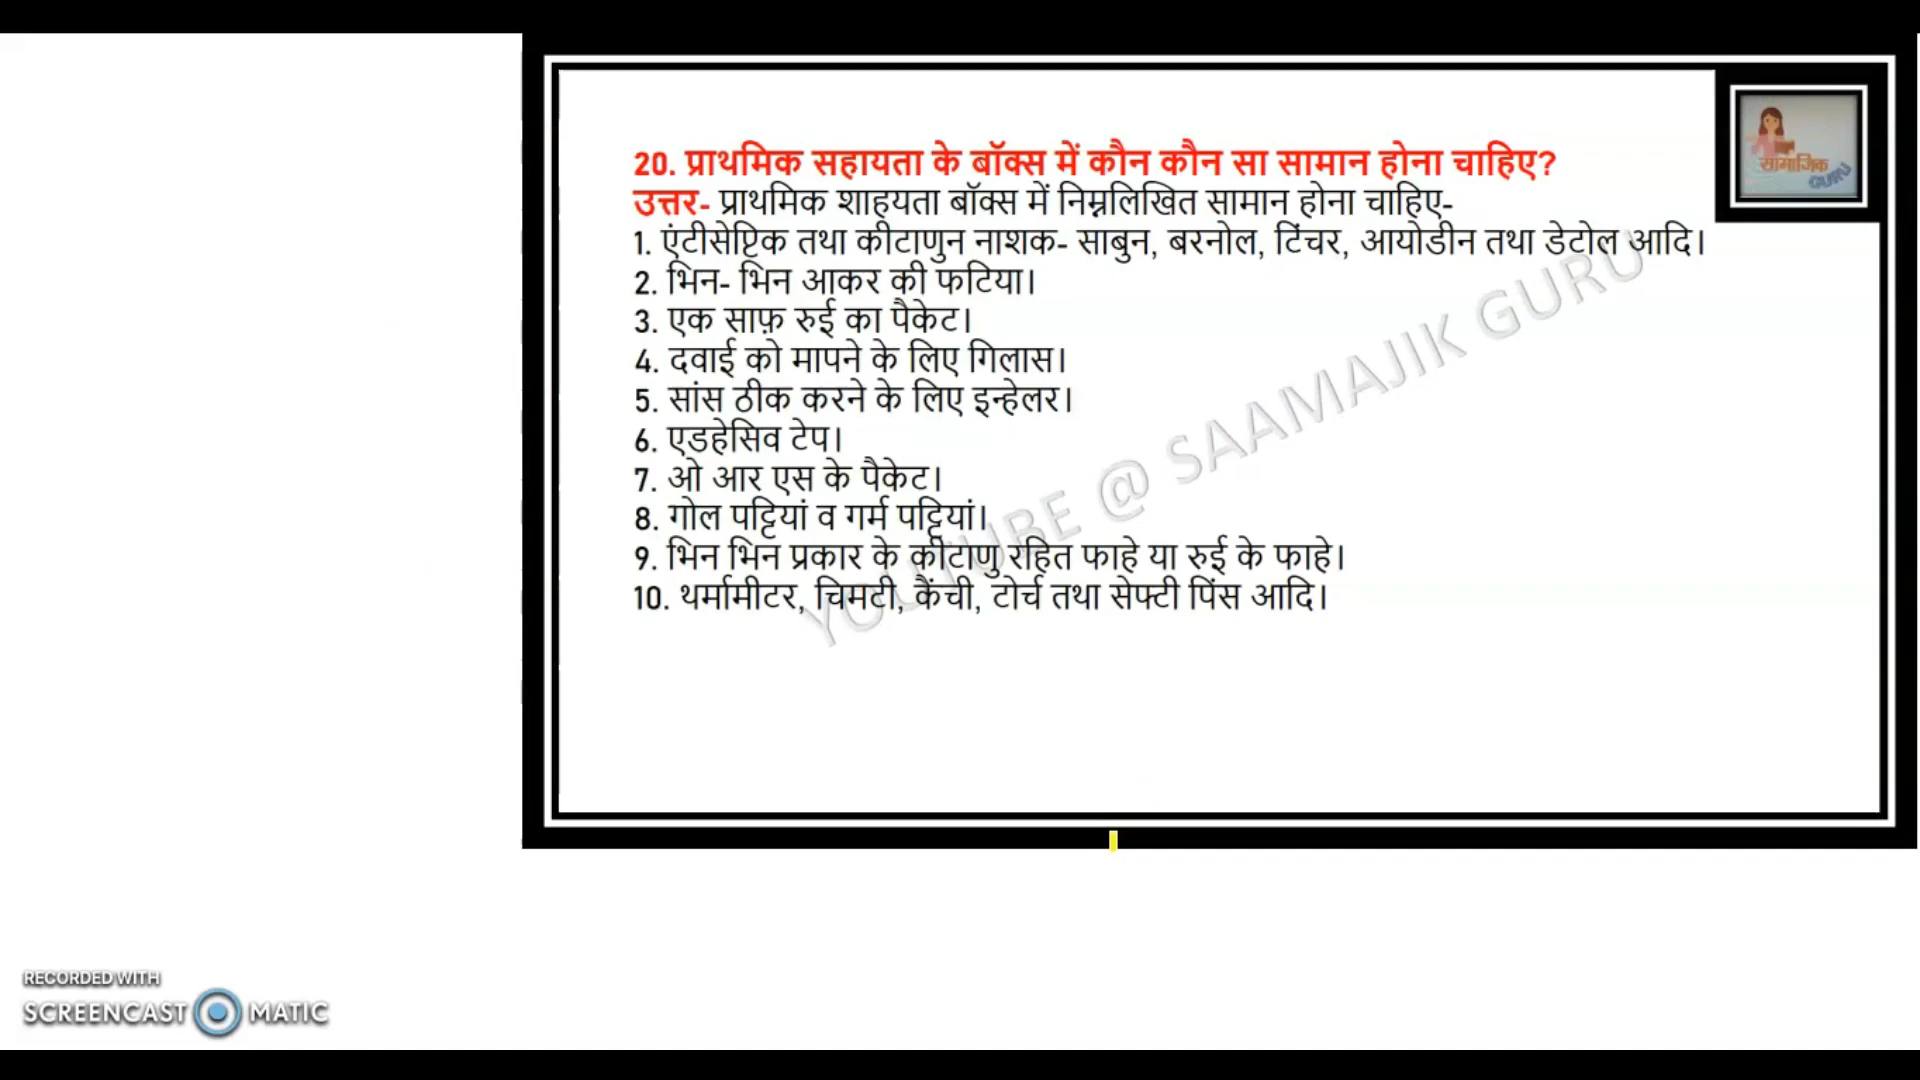 20. प्राथमिक सहायता के बॉक्स में कौन कौन सा सामान होना चाहिए?
उत्तर- प्राथमिक शाहयता बॉक्स में निम्नलिखित सामान होना चाहिए-
1. एंटीसेप्टिक तथा कीटाणुन नाशक- साबुन, बरनोल, टिंचर, आयोडीन तथा डेटोल आदि।
2. भिन- भिन आकर की फटिया।
3. एक साफ़ रुई का पैकेट।
4. दवाई को मापने के लिए गिलास।
5. सांस ठीक करने के लिए इन्हेलर।
6. एडहेसिव टेप।
7. ओ आर एस के पैकेट।
8. गोल पट्टियां व गर्म पट्टियां।
9. भिन भिन प्रकार के कीटाणु रहित फाहे या रुई के फाहे।
10. थर्मामीटर, चिमटी, कैंची, टोर्च तथा सेफ्टी पिंस आदि।
YOUTUBE @ SAAMAJIK GURU
सामाजिक
GURU
RECORDED WITH
SCREENCAST MATIC